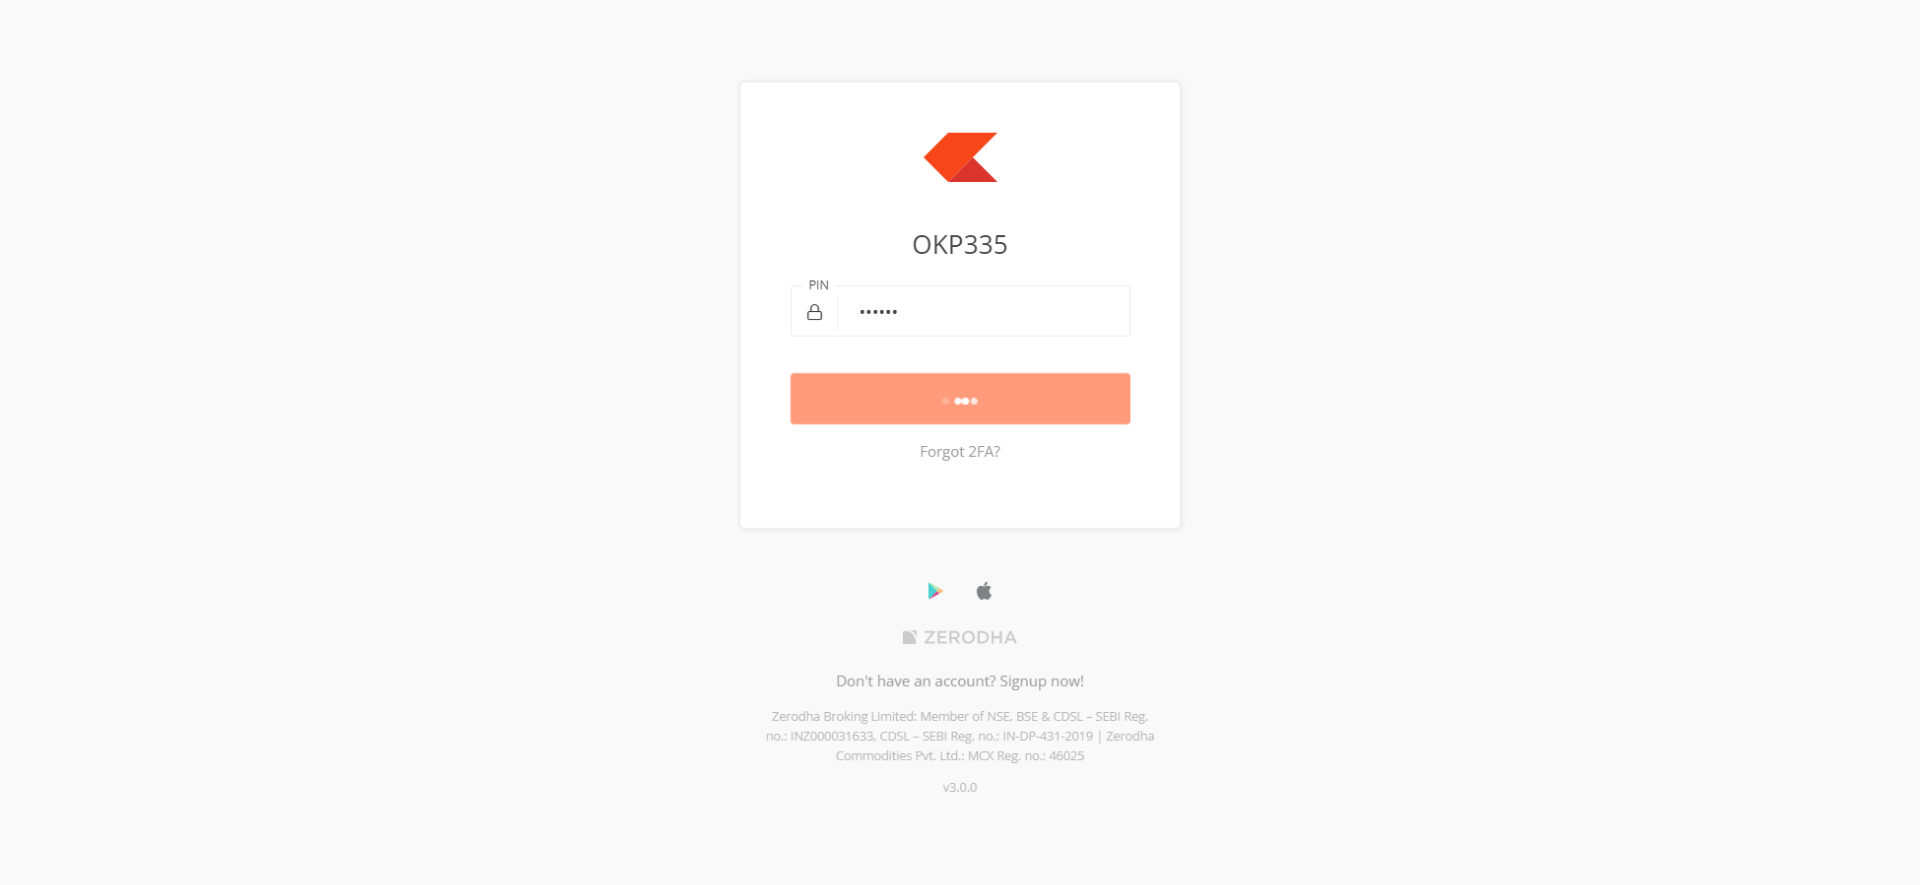 OKP335
PIN
••••••
Forgot 2FA?
ZERODHA
Don't have an account? Signup now!
Zerodha Broking Limited: Member of NSE, BSE & CDSL – SEBI Reg.
no.: INZ000031633, CDSL – SEBI Reg. no.: IN-DP-431-2019 | Zerodha
Commodities Pvt. Ltd.: MCX Reg. no.: 46025
v3.0.0